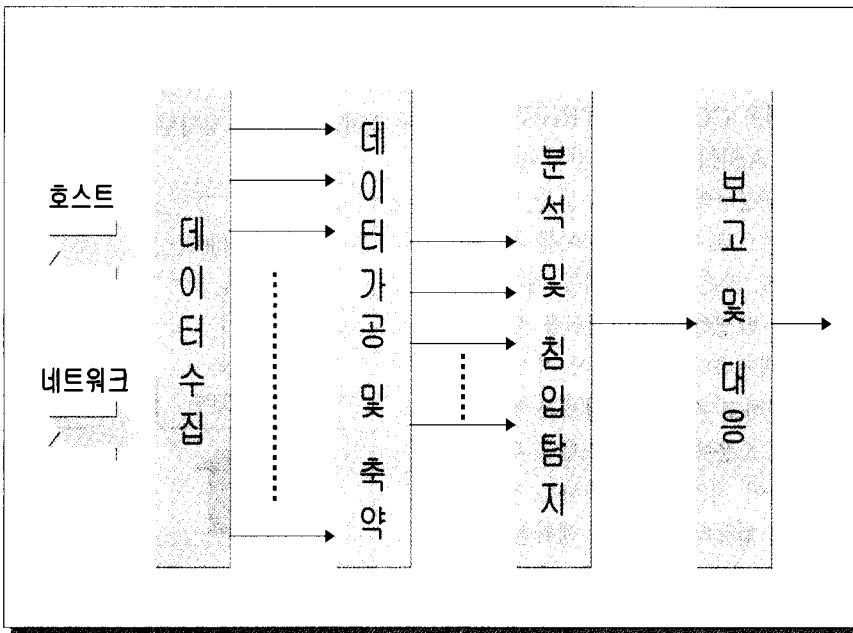 호스트
네트워크
데이터수집
데이터가공 및 축약
분석 및 침입탐지
보고 및 대응